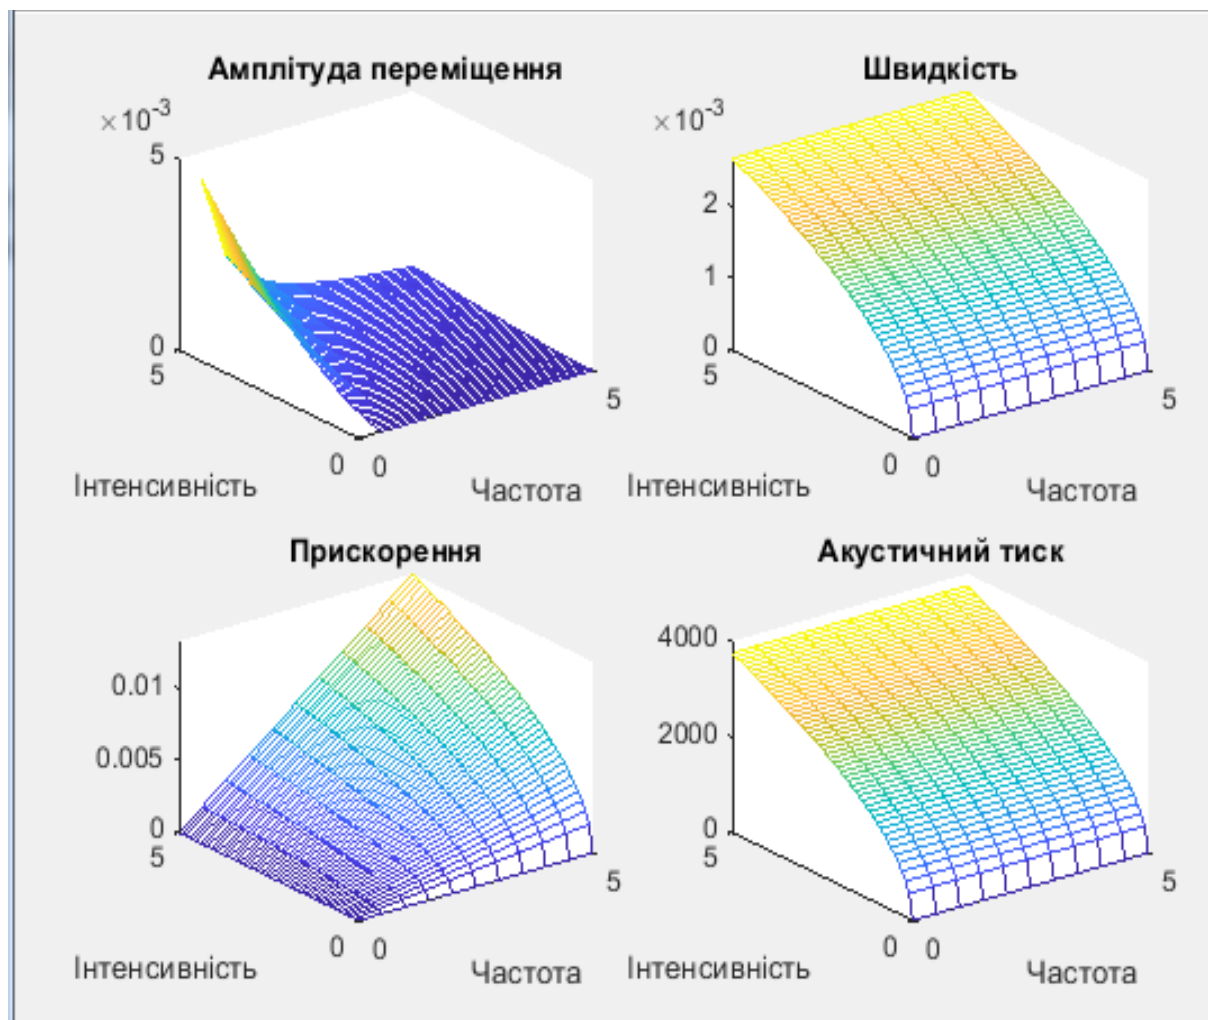 Амплітуда переміщення
×10-3
5
0
5
0 0
5
Інтенсивність
Частота
Швидкість
×10-3
2
1
0
5
0 0
5
Інтенсивність
Частота
Прискорення
0.01
0.005
0
5
0 0
5
Інтенсивність
Частота
Акустичний тиск
4000
2000
0
5
0 0
5
Інтенсивність
Частота